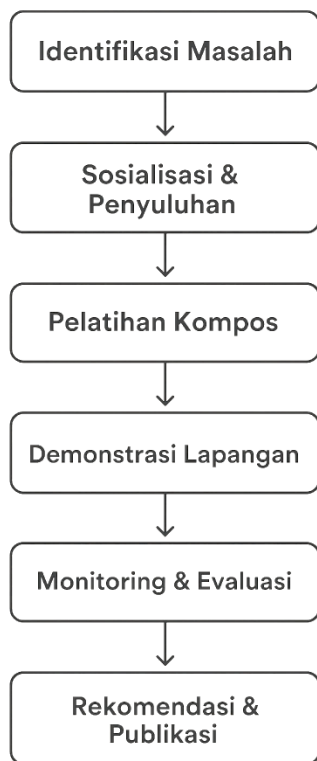 Identifikasi Masalah
Sosialisasi &
Penyuluhan
Pelatihan Kompos
Demonstrasi Lapangan
Monitoring & Evaluasi
Rekomendasi &
Publikasi